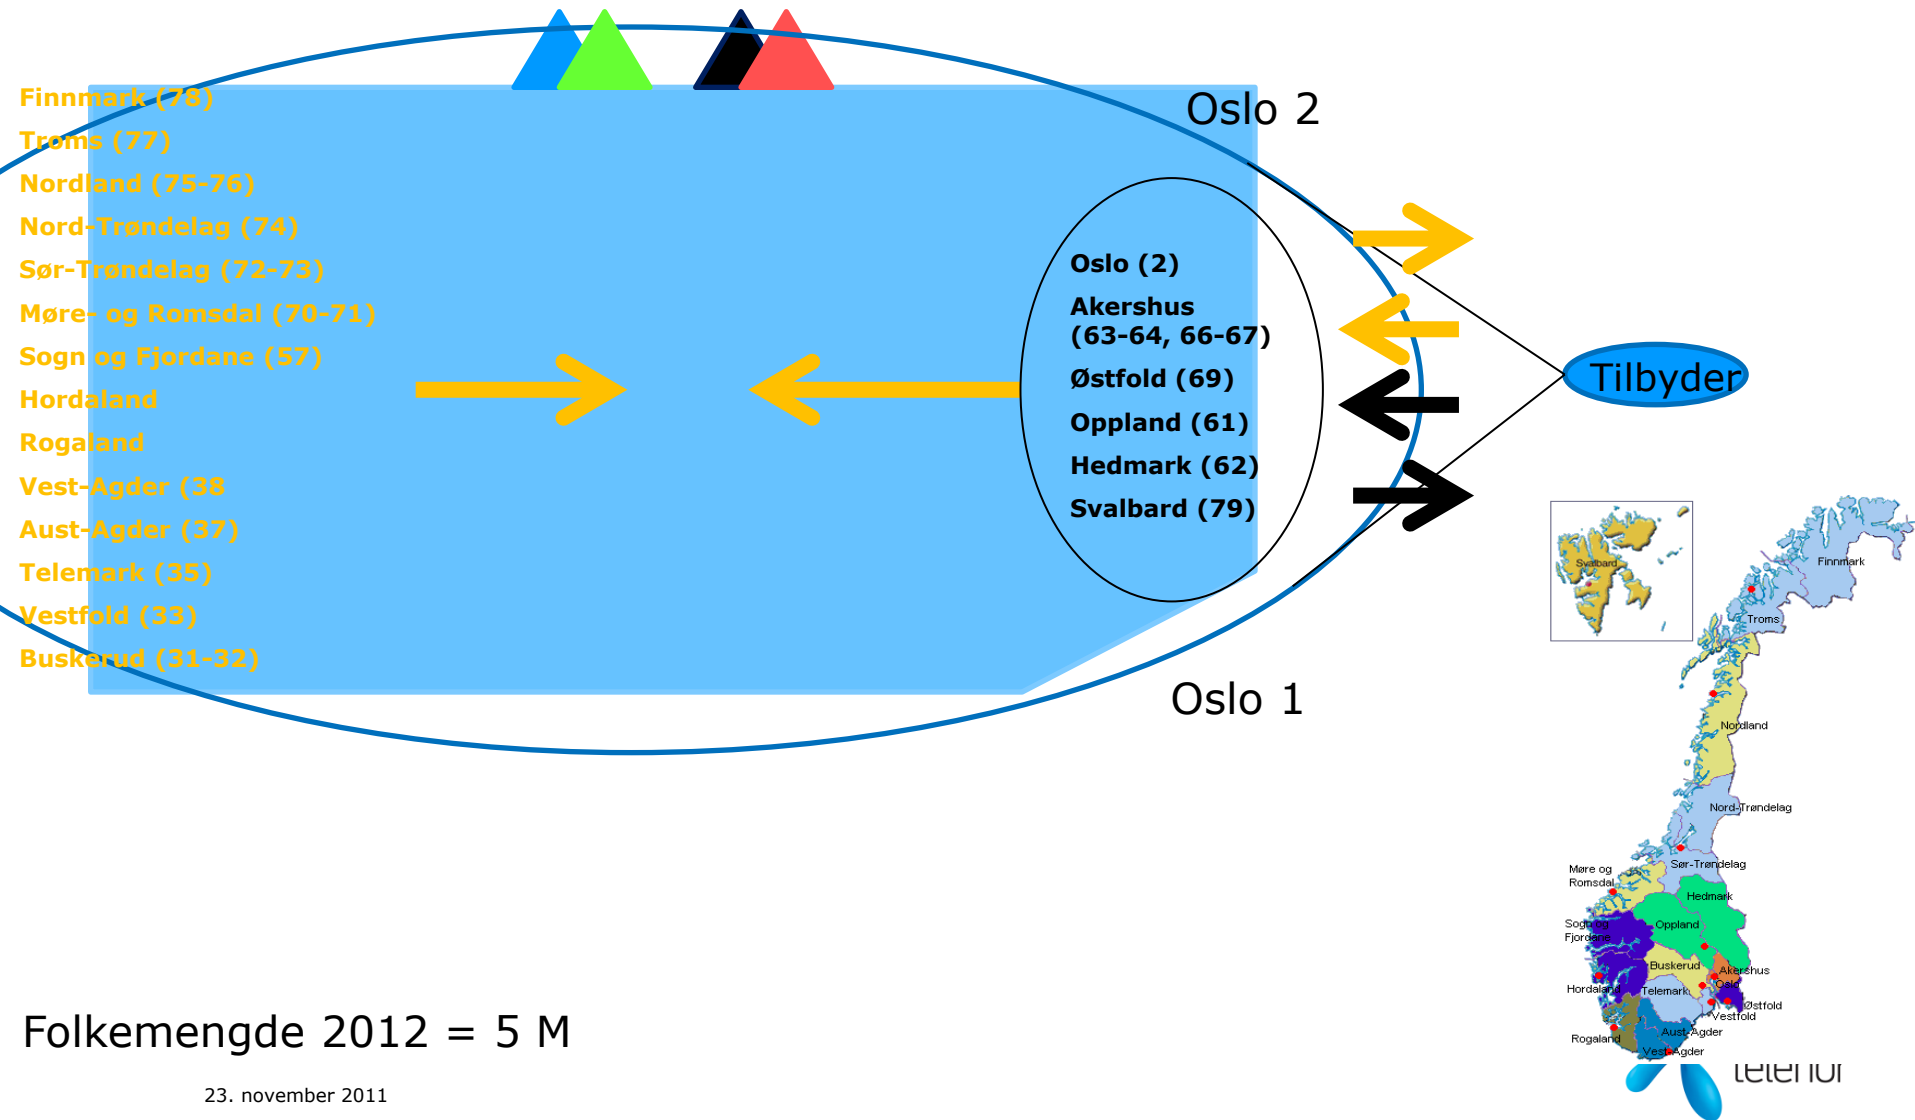 Finnmark (78)
Troms (77)
Nordland (75-76)
Nord-Trøndelag (74)
Sør-Trøndelag (72-73)
Møre- og Romsdal (70-71)
Sogn og Fjordane (57)
Hordaland
Rogaland
Vest-Agder (38
Aust-Agder (37)
Telemark (35)
Vestfold (33)
Buskerud (31-32)
Oslo 2
Oslo (2)
Akershus
(63-64, 66-67)
Østfold (69)
Oppland (61)
Hedmark (62)
Svalbard (79)
Oslo 1
Tilbyder
Svalbard
Finnmark
Troms
Nordland
Nord-Trøndelag
Sør-Trøndelag
Møre og
Romsdal
Hedmark
Oppland
Sogn og
Fjordane
Buskerud
Akershus
Oslo
Hordaland
Telemark
Østfold
Vestfold
Aust-Agder
Rogaland
Vest-Agder
Folkemengde 2012 = 5 M
23. november 2011
telenor